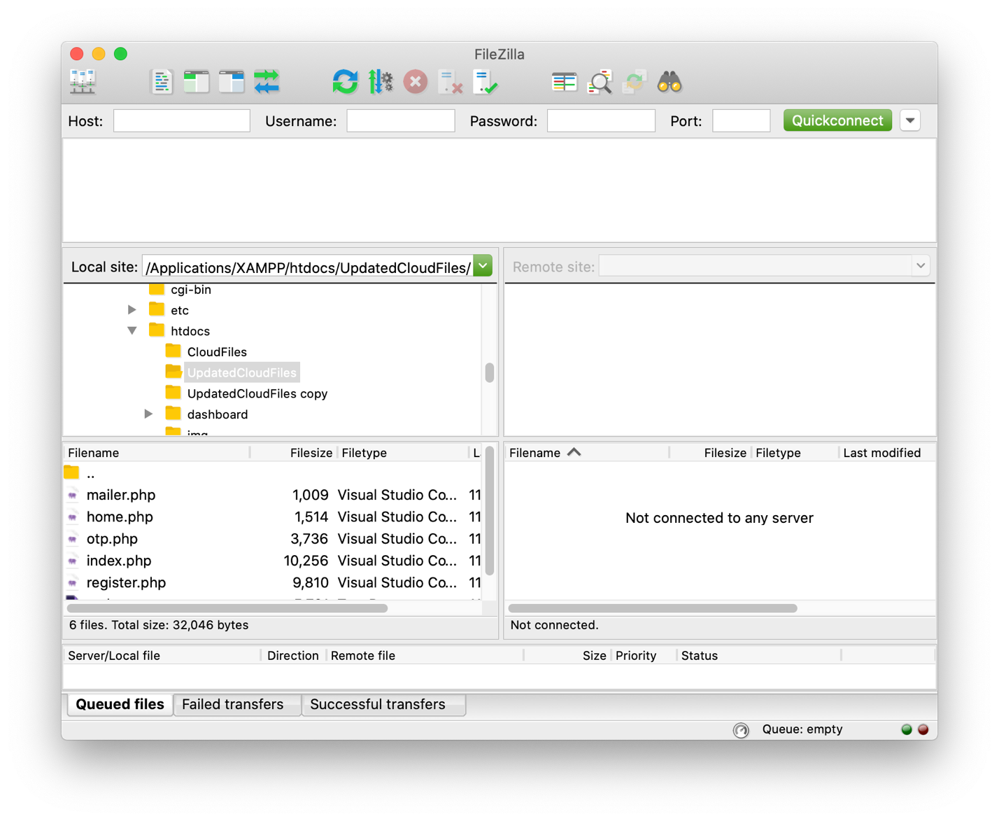 FileZilla
Host: Username: Password: Port: Quickconnect
Local site: /Applications/XAMPP/htdocs/UpdatedCloudFiles/
Remote site:
cgi-bin
etc
htdocs
CloudFiles
UpdatedCloudFiles
UpdatedCloudFiles copy
dashboard
img
Filename Filesize Filetype L
..
mailer.php 1,009 Visual Studio Co... 11
home.php 1,514 Visual Studio Co... 11
otp.php 3,736 Visual Studio Co... 11
index.php 10,256 Visual Studio Co... 11
register.php 9,810 Visual Studio Co... 11
6 files. Total size: 32,046 bytes
Filename Filesize Filetype Last modified
Not connected to any server
Not connected.
Server/Local file Direction Remote file Size Priority Status
Queued files Failed transfers Successful transfers
Queue: empty